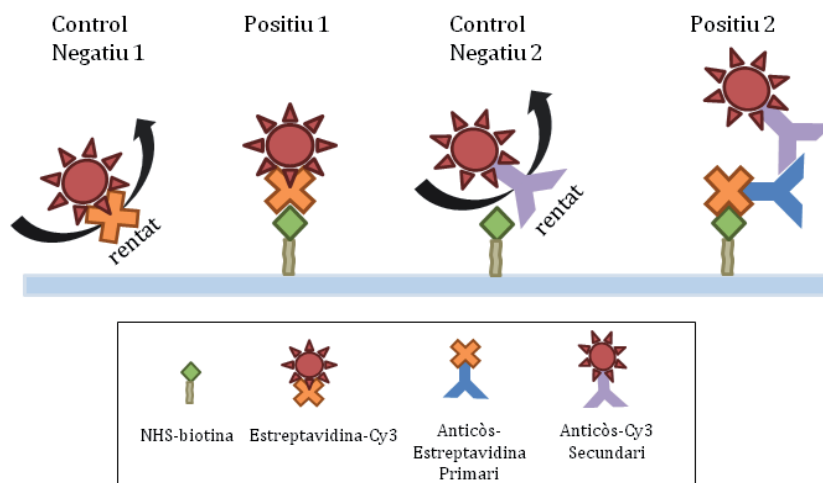 Control
Negatiu 1
Positiu 1
Control
Negatiu 2
Positiu 2
rentat
rentat
NHS-biotina
Estreptavidina-Cy3
Anticòs-
Estreptavidina
Primari
Anticòs-Cy3
Secundari